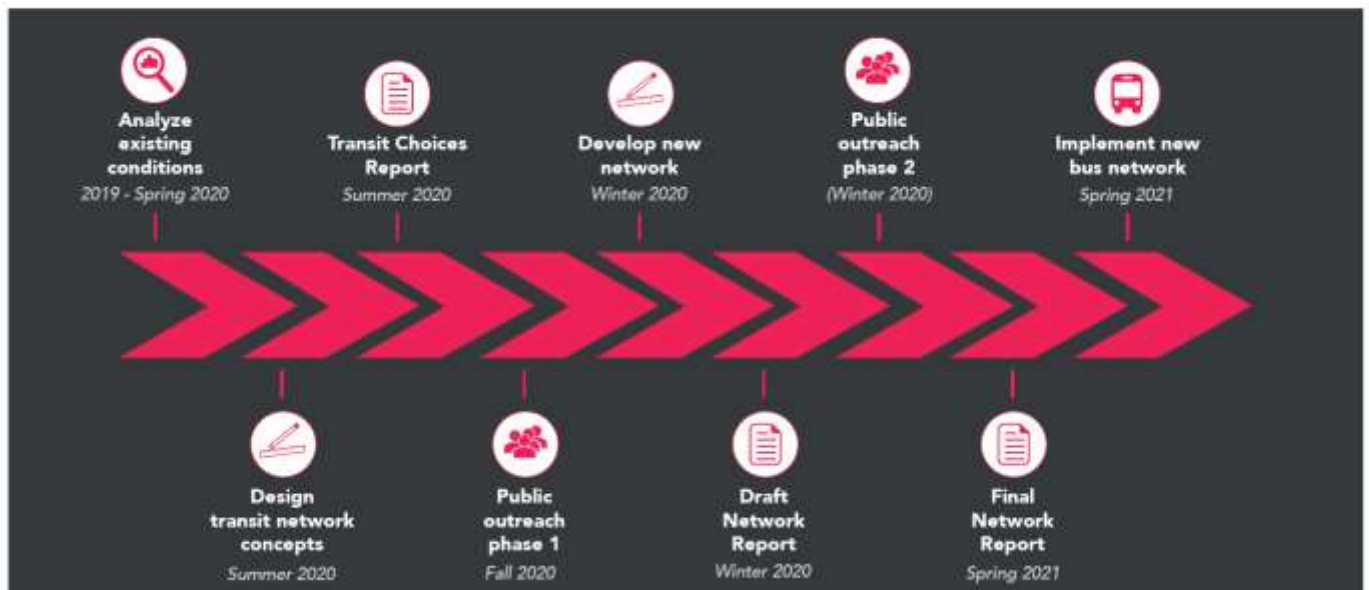 Analyze
existing
conditions
2019 - Spring 2020
Transit Choices
Report
Summer 2020
Develop new
network
Winter 2020
Public
outreach
phase 2
(Winter 2020)
Implement new
bus network
Spring 2021
Design
transit network
concepts
Summer 2020
Public
outreach
phase 1
Fall 2020
Draft
Network
Report
Winter 2020
Final
Network
Report
Spring 2021